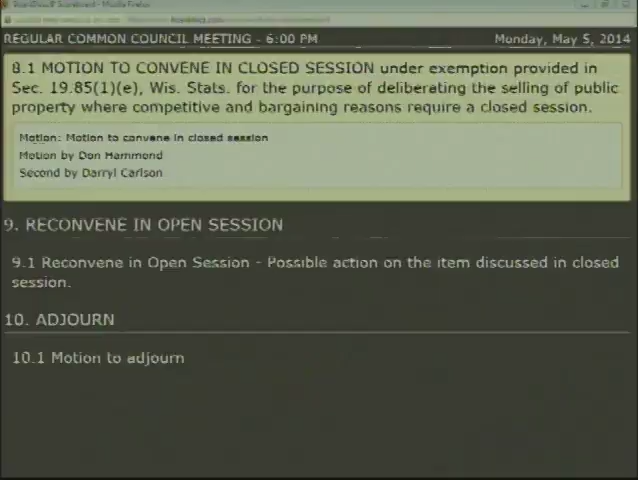 REGULAR COMMON COUNCIL MEETING - 6:00 PM Monday, May 5, 2014
8.1 MOTION TO CONVENE IN CLOSED SESSION under exemption provided in
Sec. 19.85(1)(e), Wis. Stats. for the purpose of deliberating the selling of public
property where competitive and bargaining reasons require a closed session.
Motion: Motion to convene in closed session
Motion by Don Hammond
Second by Darryl Carlson
9. RECONVENE IN OPEN SESSION
9.1 Reconvene in Open Session - Possible action on the item discussed in closed
session.
10. ADJOURN
10.1 Motion to adjourn